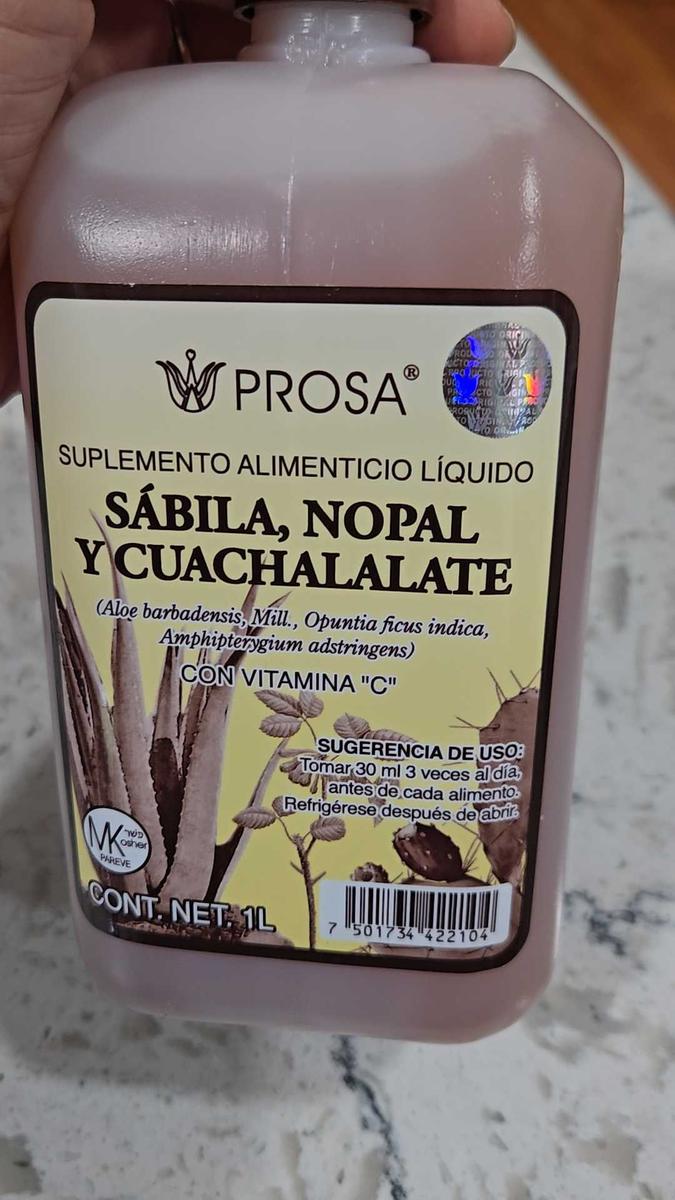 PROSA®
SUPLEMENTO ALIMENTICIO LÍQUIDO
SÁBILA, NOPAL
Y CUACHALALATE
(Aloe barbadensis, Mill., Opuntia ficus indica,
Amphipterygium adstringens)
CON VITAMINA "C"
SUGERENCIA DE USO:
Tomar 30 ml 3 veces al día,
antes de cada alimento.
Refrigérese después de abrir.
MK כשר
Kosher
PAREVE
CONT. NET. 1L
7 501734 422104